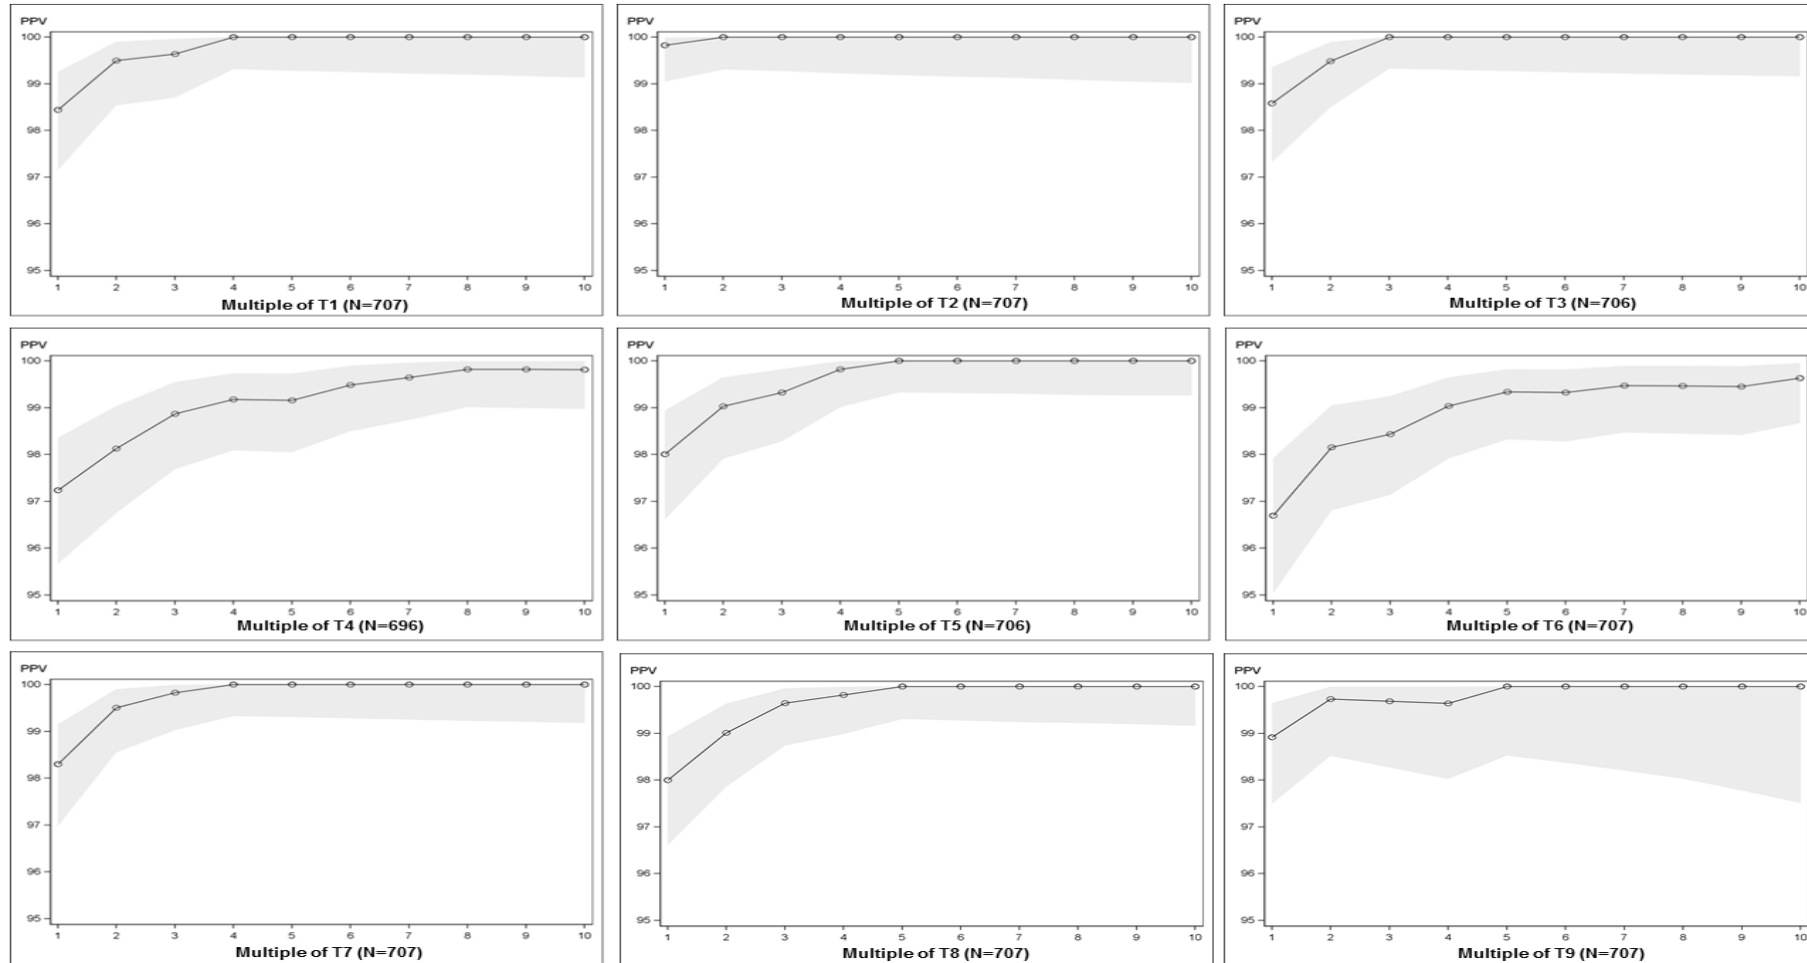 PPV
100
99
98
97
96
95
1 2 3 4 5 6 7 8 9 10
Multiple of T1 (N=707)
PPV
100
99
98
97
96
95
1 2 3 4 5 6 7 8 9 10
Multiple of T2 (N=707)
PPV
100
99
98
97
96
95
1 2 3 4 5 6 7 8 9 10
Multiple of T3 (N=706)
PPV
100
99
98
97
96
95
1 2 3 4 5 6 7 8 9 10
Multiple of T4 (N=696)
PPV
100
99
98
97
96
95
1 2 3 4 5 6 7 8 9 10
Multiple of T5 (N=706)
PPV
100
99
98
97
96
95
1 2 3 4 5 6 7 8 9 10
Multiple of T6 (N=707)
PPV
100
99
98
97
96
95
1 2 3 4 5 6 7 8 9 10
Multiple of T7 (N=707)
PPV
100
99
98
97
96
95
1 2 3 4 5 6 7 8 9 10
Multiple of T8 (N=707)
PPV
100
99
98
97
96
95
1 2 3 4 5 6 7 8 9 10
Multiple of T9 (N=707)